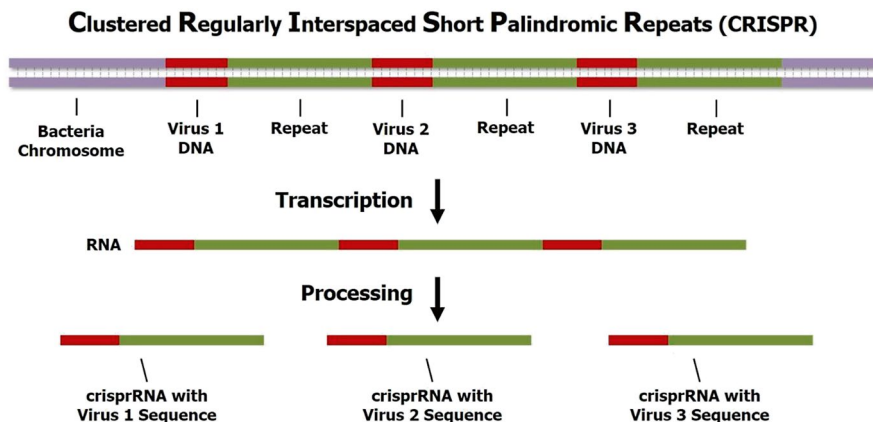 Clustered Regularly Interspaced Short Palindromic Repeats (CRISPR)
Bacteria
Chromosome
Virus 1
DNA
Repeat
Virus 2
DNA
Repeat
Virus 3
DNA
Repeat
Transcription
RNA
Processing
crisprRNA with
Virus 1 Sequence
crisprRNA with
Virus 2 Sequence
crisprRNA with
Virus 3 Sequence